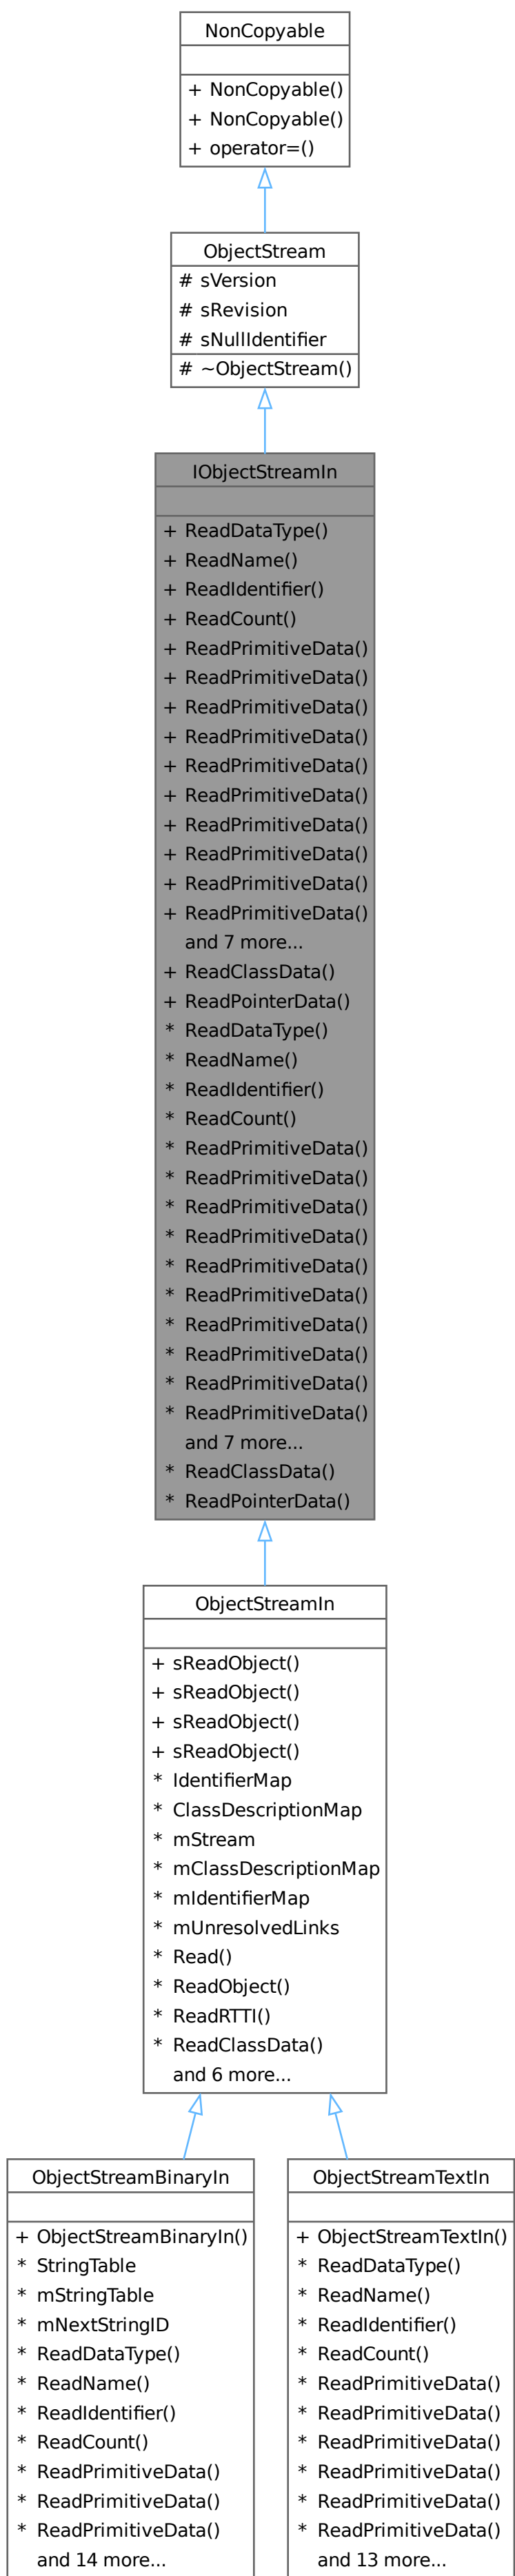 NonCopyable
+ NonCopyable()
+ NonCopyable()
+ operator=()
ObjectStream
# sVersion
# sRevision
# sNullIdentifier
# ~ObjectStream()
IObjectStreamIn
+ ReadDataType()
+ ReadName()
+ ReadIdentifier()
+ ReadCount()
+ ReadPrimitiveData()
+ ReadPrimitiveData()
+ ReadPrimitiveData()
+ ReadPrimitiveData()
+ ReadPrimitiveData()
+ ReadPrimitiveData()
+ ReadPrimitiveData()
+ ReadPrimitiveData()
+ ReadPrimitiveData()
+ ReadPrimitiveData()
and 7 more...
+ ReadClassData()
+ ReadPointerData()
* ReadDataType()
* ReadName()
* ReadIdentifier()
* ReadCount()
* ReadPrimitiveData()
* ReadPrimitiveData()
* ReadPrimitiveData()
* ReadPrimitiveData()
* ReadPrimitiveData()
* ReadPrimitiveData()
* ReadPrimitiveData()
* ReadPrimitiveData()
* ReadPrimitiveData()
* ReadPrimitiveData()
and 7 more...
* ReadClassData()
* ReadPointerData()
ObjectStreamIn
+ sReadObject()
+ sReadObject()
+ sReadObject()
+ sReadObject()
* IdentifierMap
* ClassDescriptionMap
* mStream
* mClassDescriptionMap
* mIdentifierMap
* mUnresolvedLinks
* Read()
* ReadObject()
* ReadRTTI()
* ReadClassData()
and 6 more...
ObjectStreamBinaryIn
+ ObjectStreamBinaryIn()
* StringTable
* mStringTable
* mNextStringID
* ReadDataType()
* ReadName()
* ReadIdentifier()
* ReadCount()
* ReadPrimitiveData()
* ReadPrimitiveData()
* ReadPrimitiveData()
and 14 more...
ObjectStreamTextIn
+ ObjectStreamTextIn()
* ReadDataType()
* ReadName()
* ReadIdentifier()
* ReadCount()
* ReadPrimitiveData()
* ReadPrimitiveData()
* ReadPrimitiveData()
* ReadPrimitiveData()
* ReadPrimitiveData()
* ReadPrimitiveData()
and 13 more...